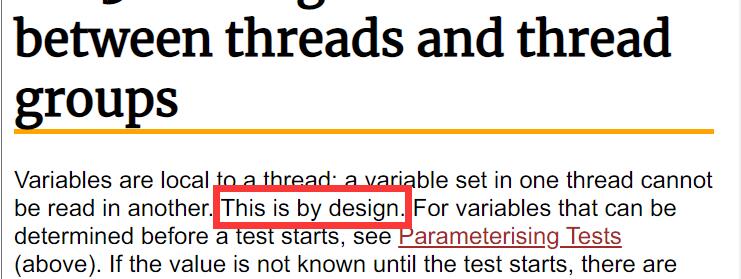 between threads and thread
groups
Variables are local to a thread; a variable set in one thread cannot
be read in another. This is by design. For variables that can be
determined before a test starts, see Parameterising Tests
(above). If the value is not known until the test starts, there are